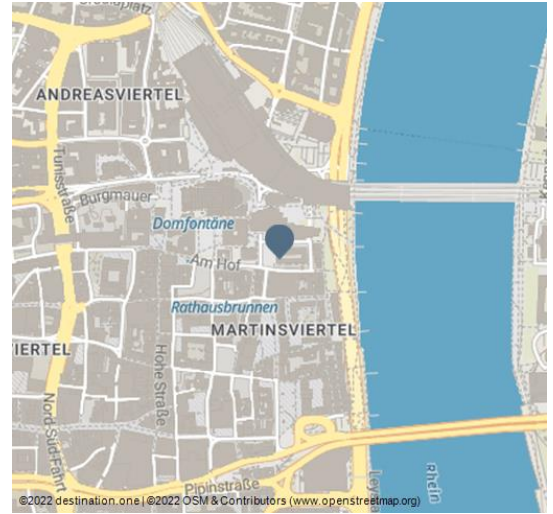 ANDREASVIERTEL
Tunisstraße
Burgmauer
Domfontäne
Am Hof
Rathausbrunnen
MARTINSVIERTEL
VIERTEL
Hohe Straße
Nord-Süd-Fahrt
Pipinstraße
Rhein
©2022 destination.one | ©2022 OSM & Contributors (www.openstreetmap.org)